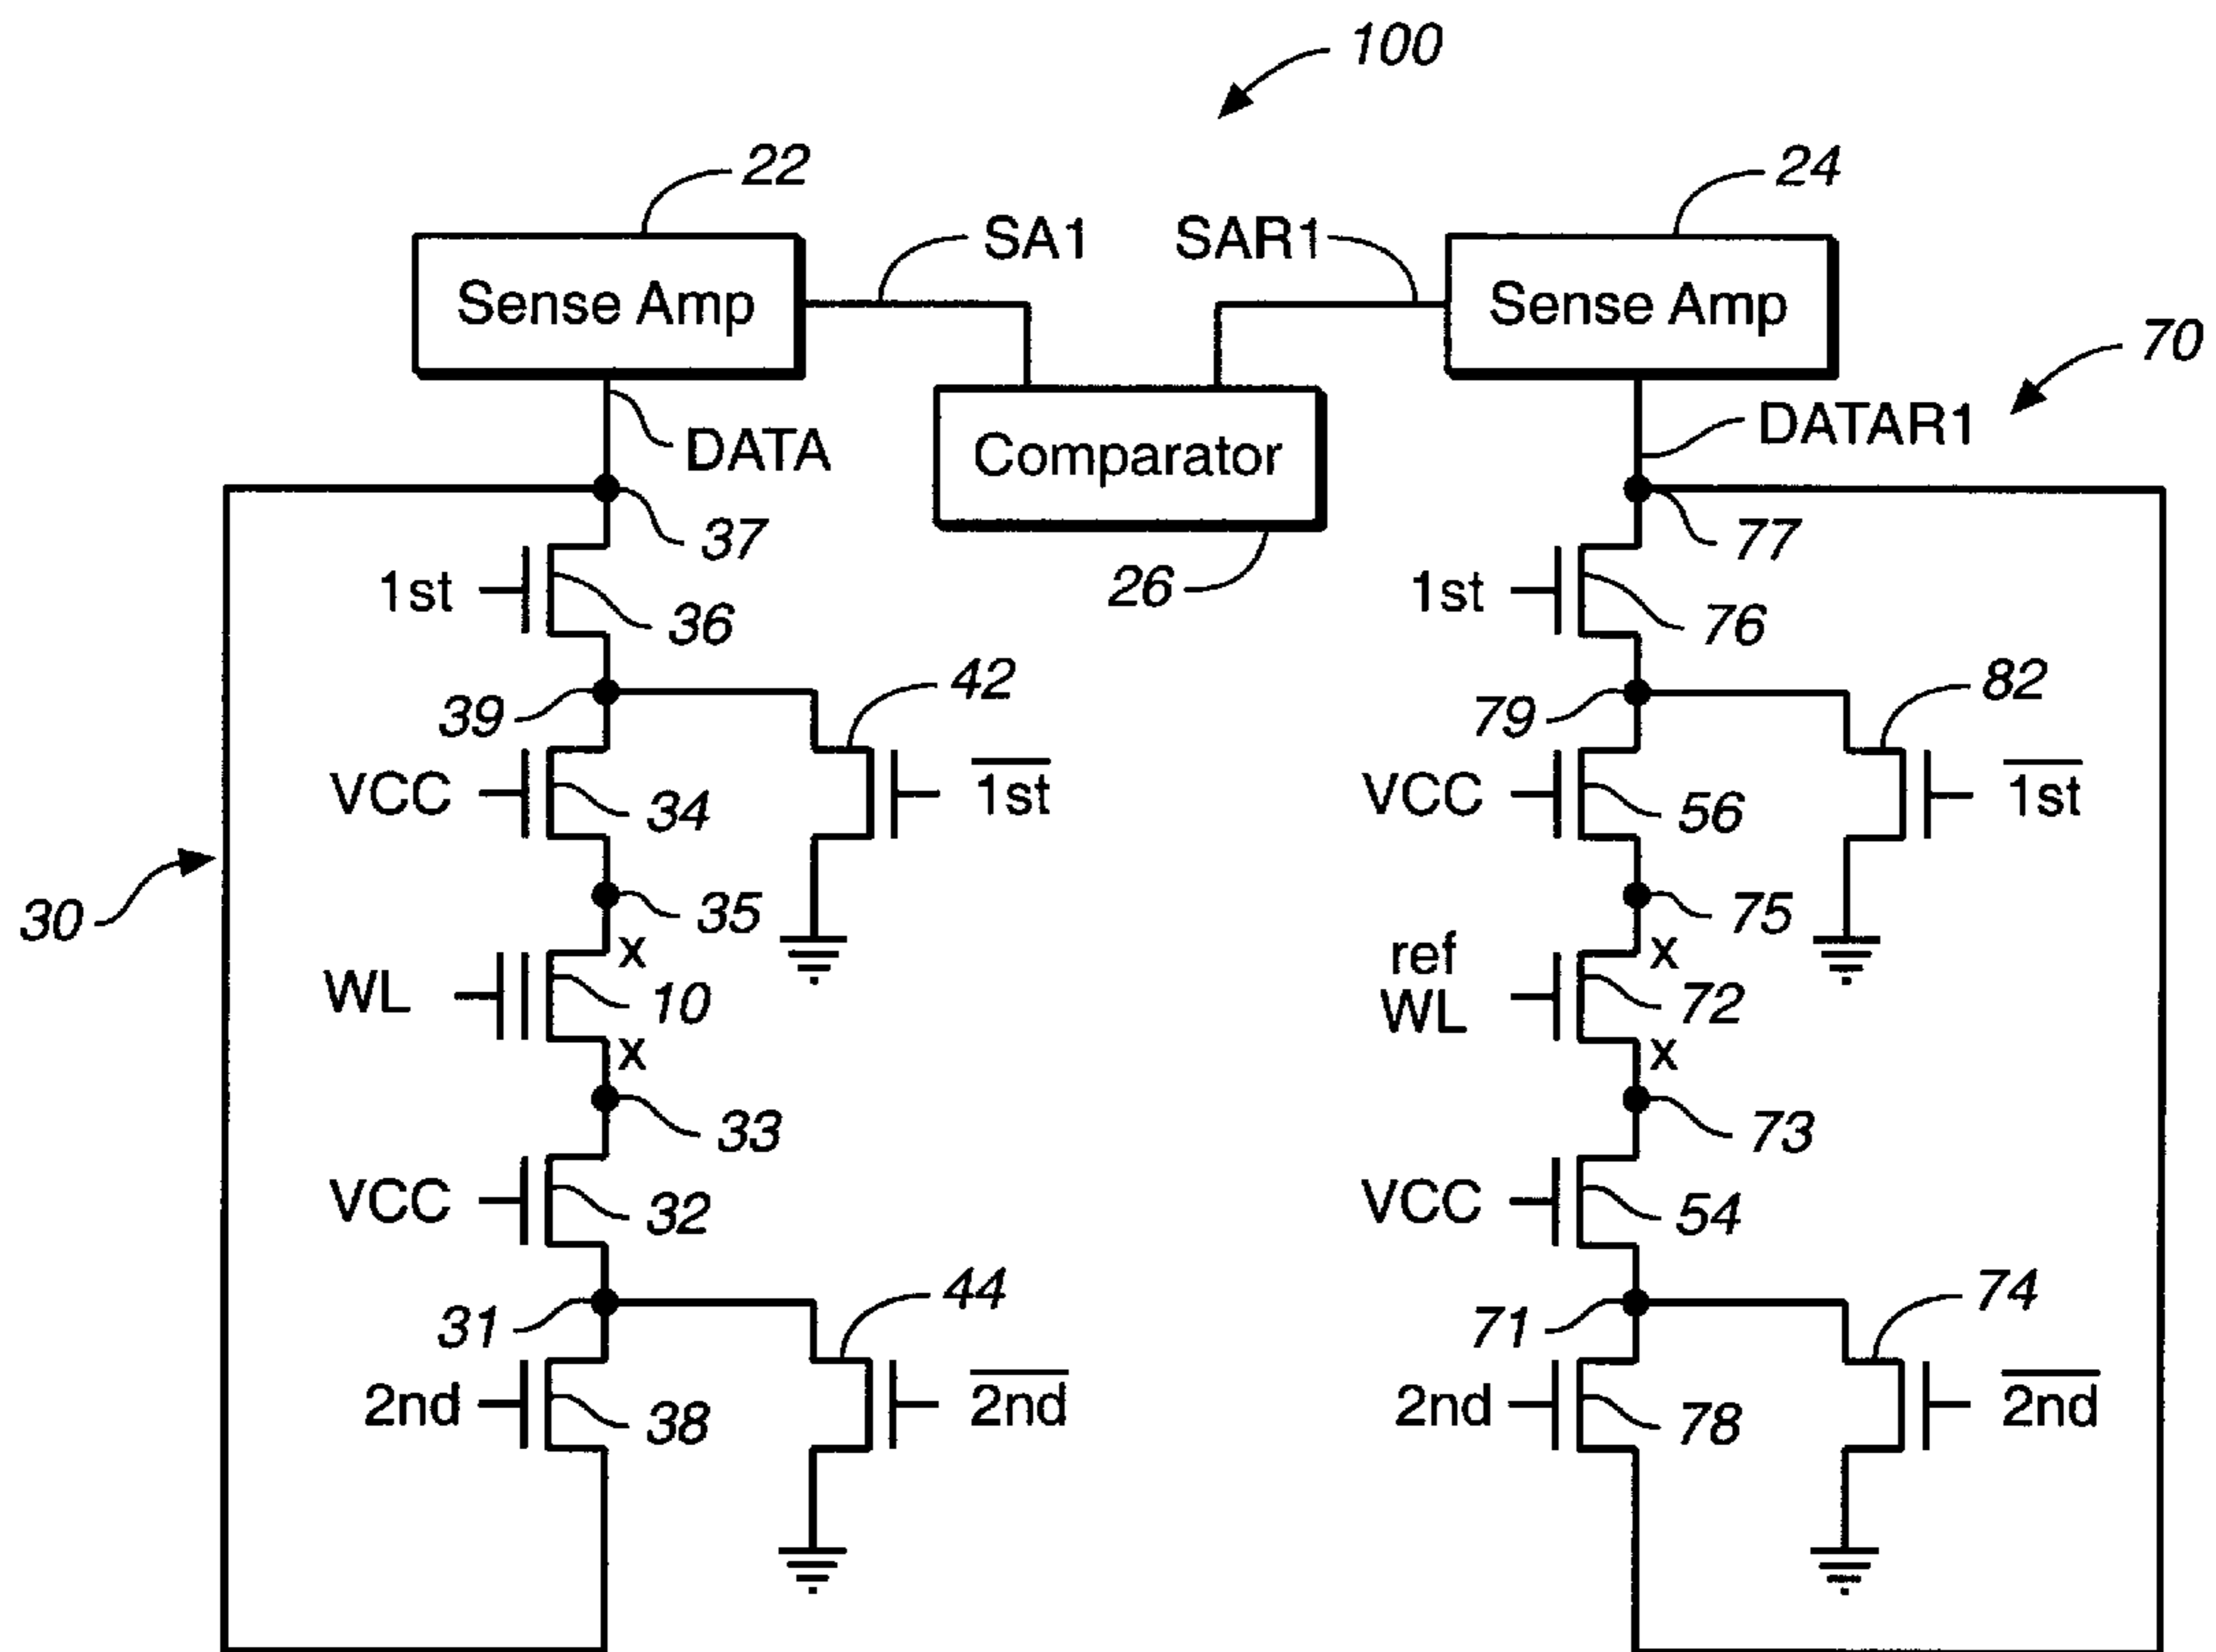 100
22
24
SA1
SAR1
Sense Amp
Sense Amp
70
DATA
Comparator
DATAR1
37
77
1st
36
26
1st
76
39
42
79
82
VCC
34
1st
VCC
56
1st
30
35
75
x
x
WL
10
ref
WL
72
x
x
33
73
VCC
32
VCC
54
31
44
71
74
2nd
38
2nd
2nd
78
2nd